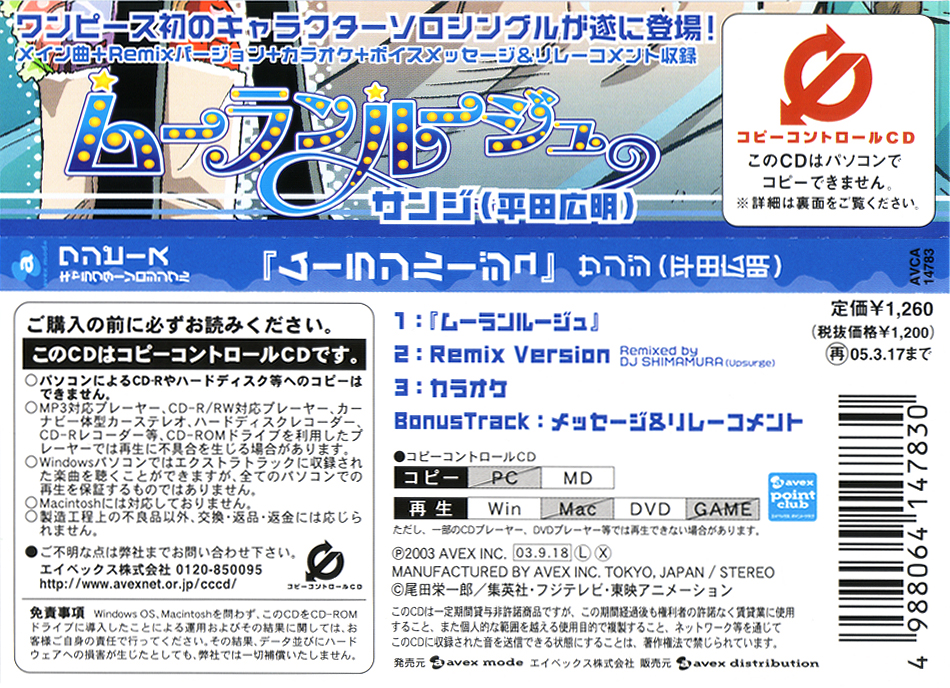 ワンピース初のキャラクターソロシングルが遂に登場!
メイン曲+Remixバージョン+カラオケ+ボイスメッセージ&リレーコメント収録
ムーランルージュ
サンジ(平田広明)
コピーコントロールCD
このCDはパソコンで
コピーできません。
※詳細は裏面をご覧ください。
a avex mode
ワンピース
キャラクターソロシングル
『ムーランルージュ』 サンジ(平田広明)
AVCA
14783
ご購入の前に必ずお読みください。
このCDはコピーコントロールCDです。
○パソコンによるCD-Rやハードディスク等へのコピーは
できません。
○MP3対応プレーヤー、CD-R/RW対応プレーヤー、カー
ナビ一体型カーステレオ、ハードディスクレコーダー、
CD-Rレコーダー等、CD-ROMドライブを利用したプ
レーヤーでは再生に不具合を生じる場合があります。
○Windowsパソコンではエクストラトラックに収録され
た楽曲を聴くことができますが、全てのパソコンでの
再生を保証するものではありません。
○Macintoshには対応しておりません。
○製造工程上の不良品以外、交換・返品・返金には応じら
れません。
●ご不明な点は弊社までお問い合わせ下さい。
エイベックス株式会社 0120-850095
http://www.avexnet.or.jp/cccd/
コピーコントロールCD
免責事項 Windows OS、Macintoshを問わず、このCDをCD-ROM
ドライブに導入したことによる運用およびその結果に関しては、お
客様ご自身の責任で行ってください。その結果、データ並びにハード
ウェアへの損害が生じたとしても、弊社では一切補償いたしません。
1:『ムーランルージュ』
2:Remix Version Remixed by
DJ SHIMAMURA (Upsurge)
3:カラオケ
BonusTrack:メッセージ&リレーコメント
定価¥1,260
(税抜価格¥1,200)
再05.3.17まで
●コピーコントロールCD
コピー PC MD
再生 Win Mac DVD GAME
ただし、一部のCDプレーヤー、DVDプレーヤー等では再生できない場合があります。
avex
point
club
℗2003 AVEX INC. 03.9.18 Ⓛ Ⓧ
MANUFACTURED BY AVEX INC. TOKYO, JAPAN / STEREO
©尾田栄一郎/集英社・フジテレビ・東映アニメーション
このCDは一定期間貸与非許諾商品ですが、この期間経過後も権利者の許諾なく賃貸業に使用
すること、また個人的な範囲を越える使用目的で複製すること、ネットワーク等を通じて
このCDに収録された音を送信できる状態にすることは、著作権法で禁じられています。
発売元 avex mode エイベックス株式会社 販売元 avex distribution
4 988064 147830